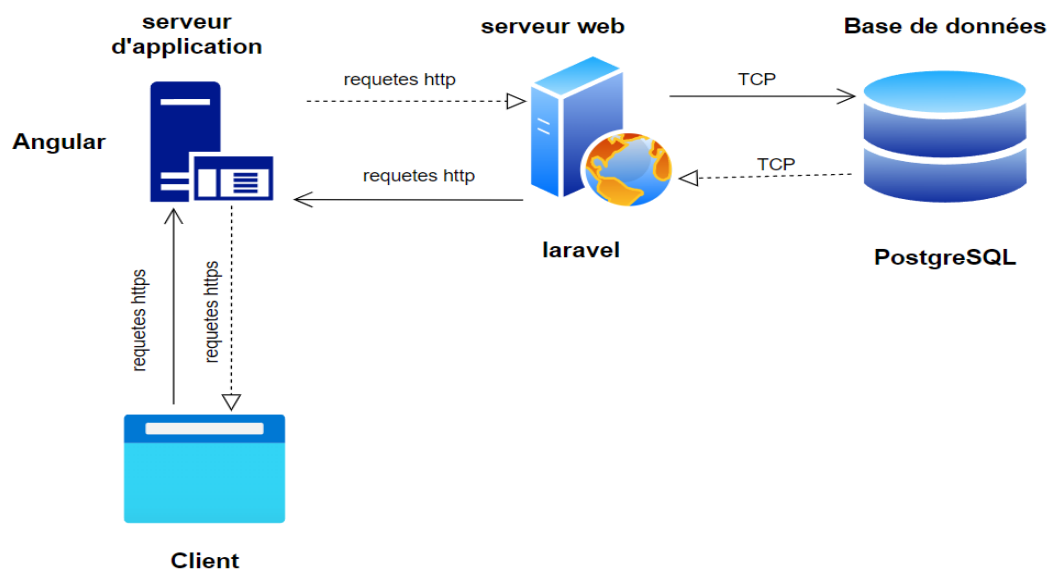 serveur
d'application
serveur web
Base de données
requetes http
TCP
Angular
requetes http
TCP
laravel
PostgreSQL
requetes https
requetes https
Client